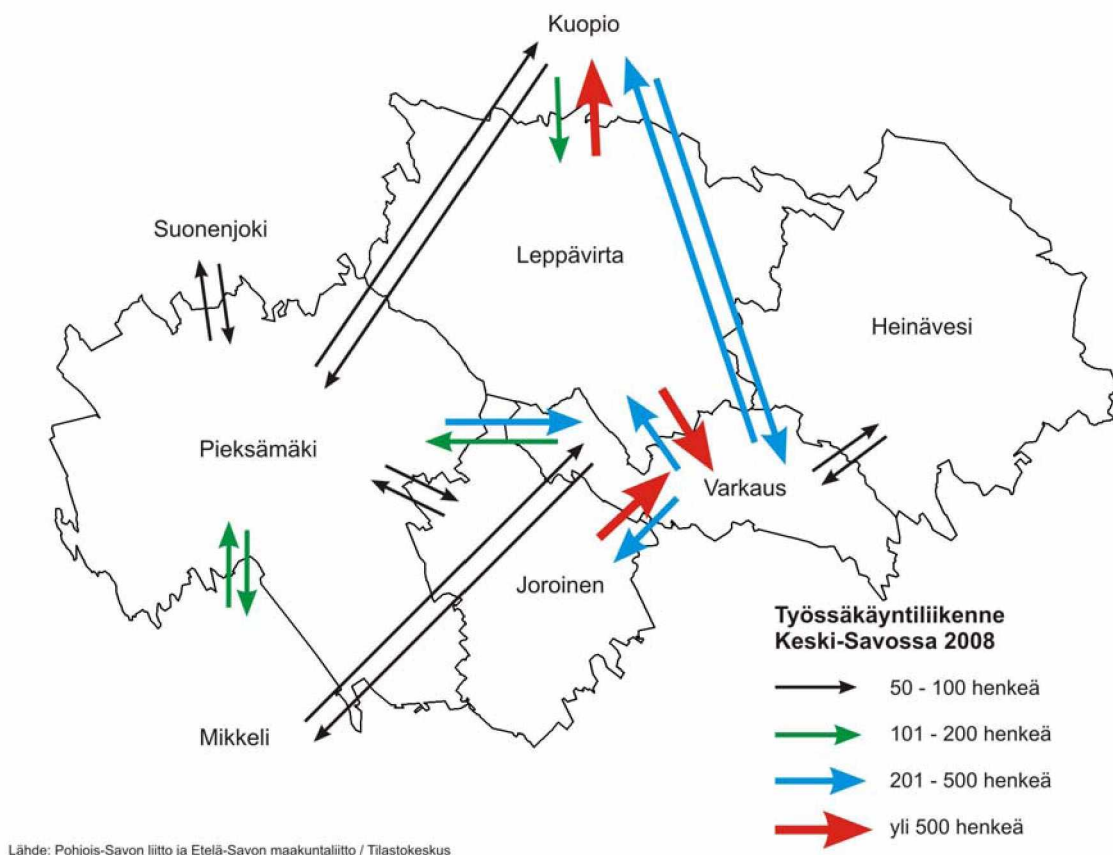 Kuopio
Suonenjoki
Leppävirta
Heinävesi
Pieksämäki
Varkaus
Joroinen
Mikkeli
Työssäkäyntiliikenne
Keski-Savossa 2008
50 - 100 henkeä
101 - 200 henkeä
201 - 500 henkeä
yli 500 henkeä
Lähde: Pohjois-Savon liitto ja Etelä-Savon maakuntaliitto / Tilastokeskus